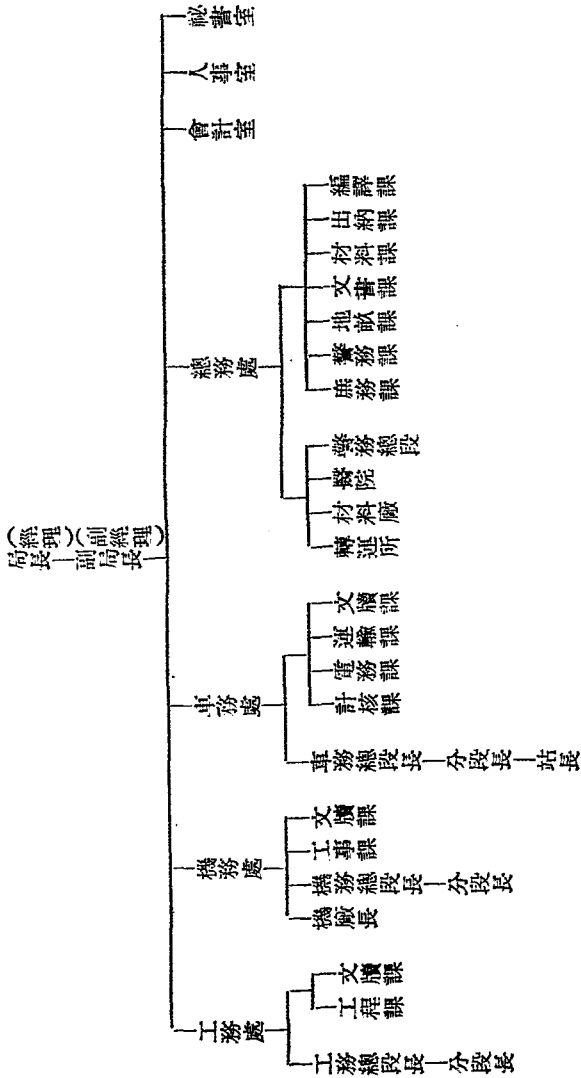 (經理)(副經理)
局長—副局長
祕書室
人事室
會計室
總務處
編譯課
出納課
材料課
文書課
地畝課
警務課
庶務課
警務總段
醫院
材料廠
轉運所
車務處
文牘課
運輸課
電務課
計核課
車務總段長—分段長—站長
機務處
文牘課
工事課
機務總段長—分段長
機廠長
工務處
文牘課
工程課
工務總段長—分段長